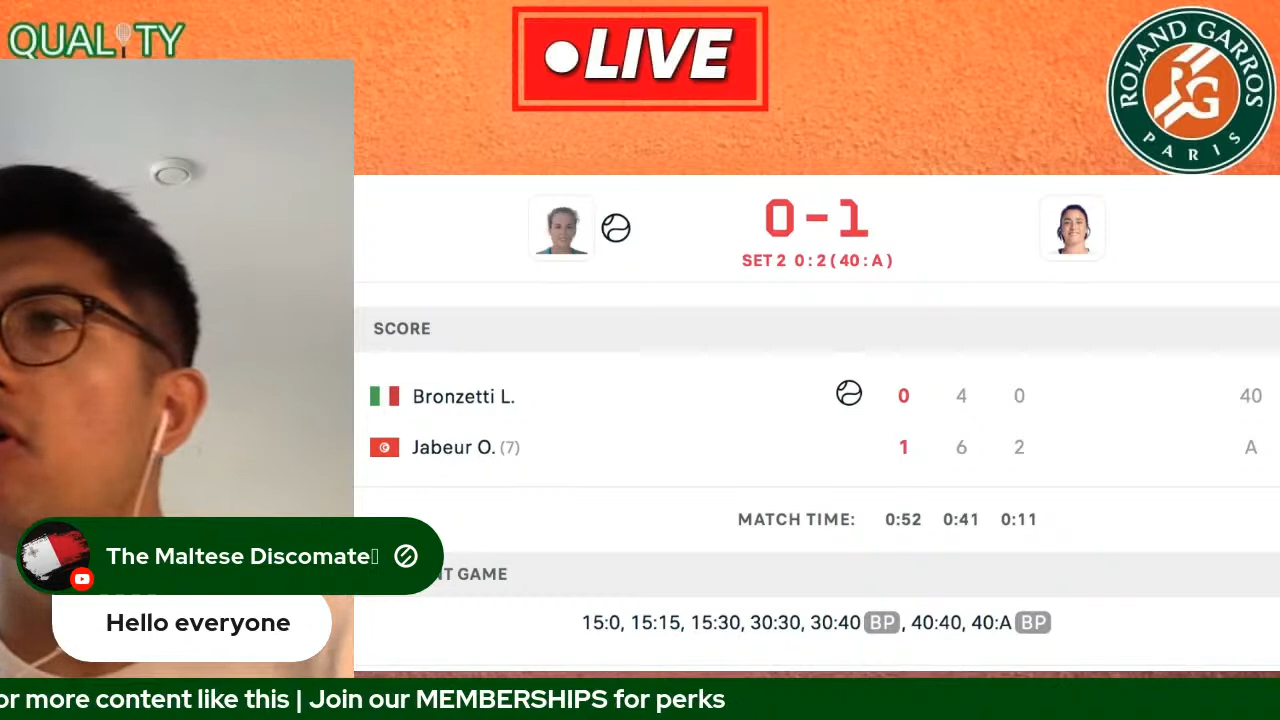 QUALITY
LIVE
ROLAND GARROS
RG
PARIS
0-1
SET 2 0:2 (40:A)
SCORE
Bronzetti L. 0 4 0 40
Jabeur O. (7) 1 6 2 A
MATCH TIME: 0:52 0:41 0:11
The Maltese Discomate
NT GAME
Hello everyone
15:0, 15:15, 15:30, 30:30, 30:40 BP, 40:40, 40:A BP
or more content like this | Join our MEMBERSHIPS for perks